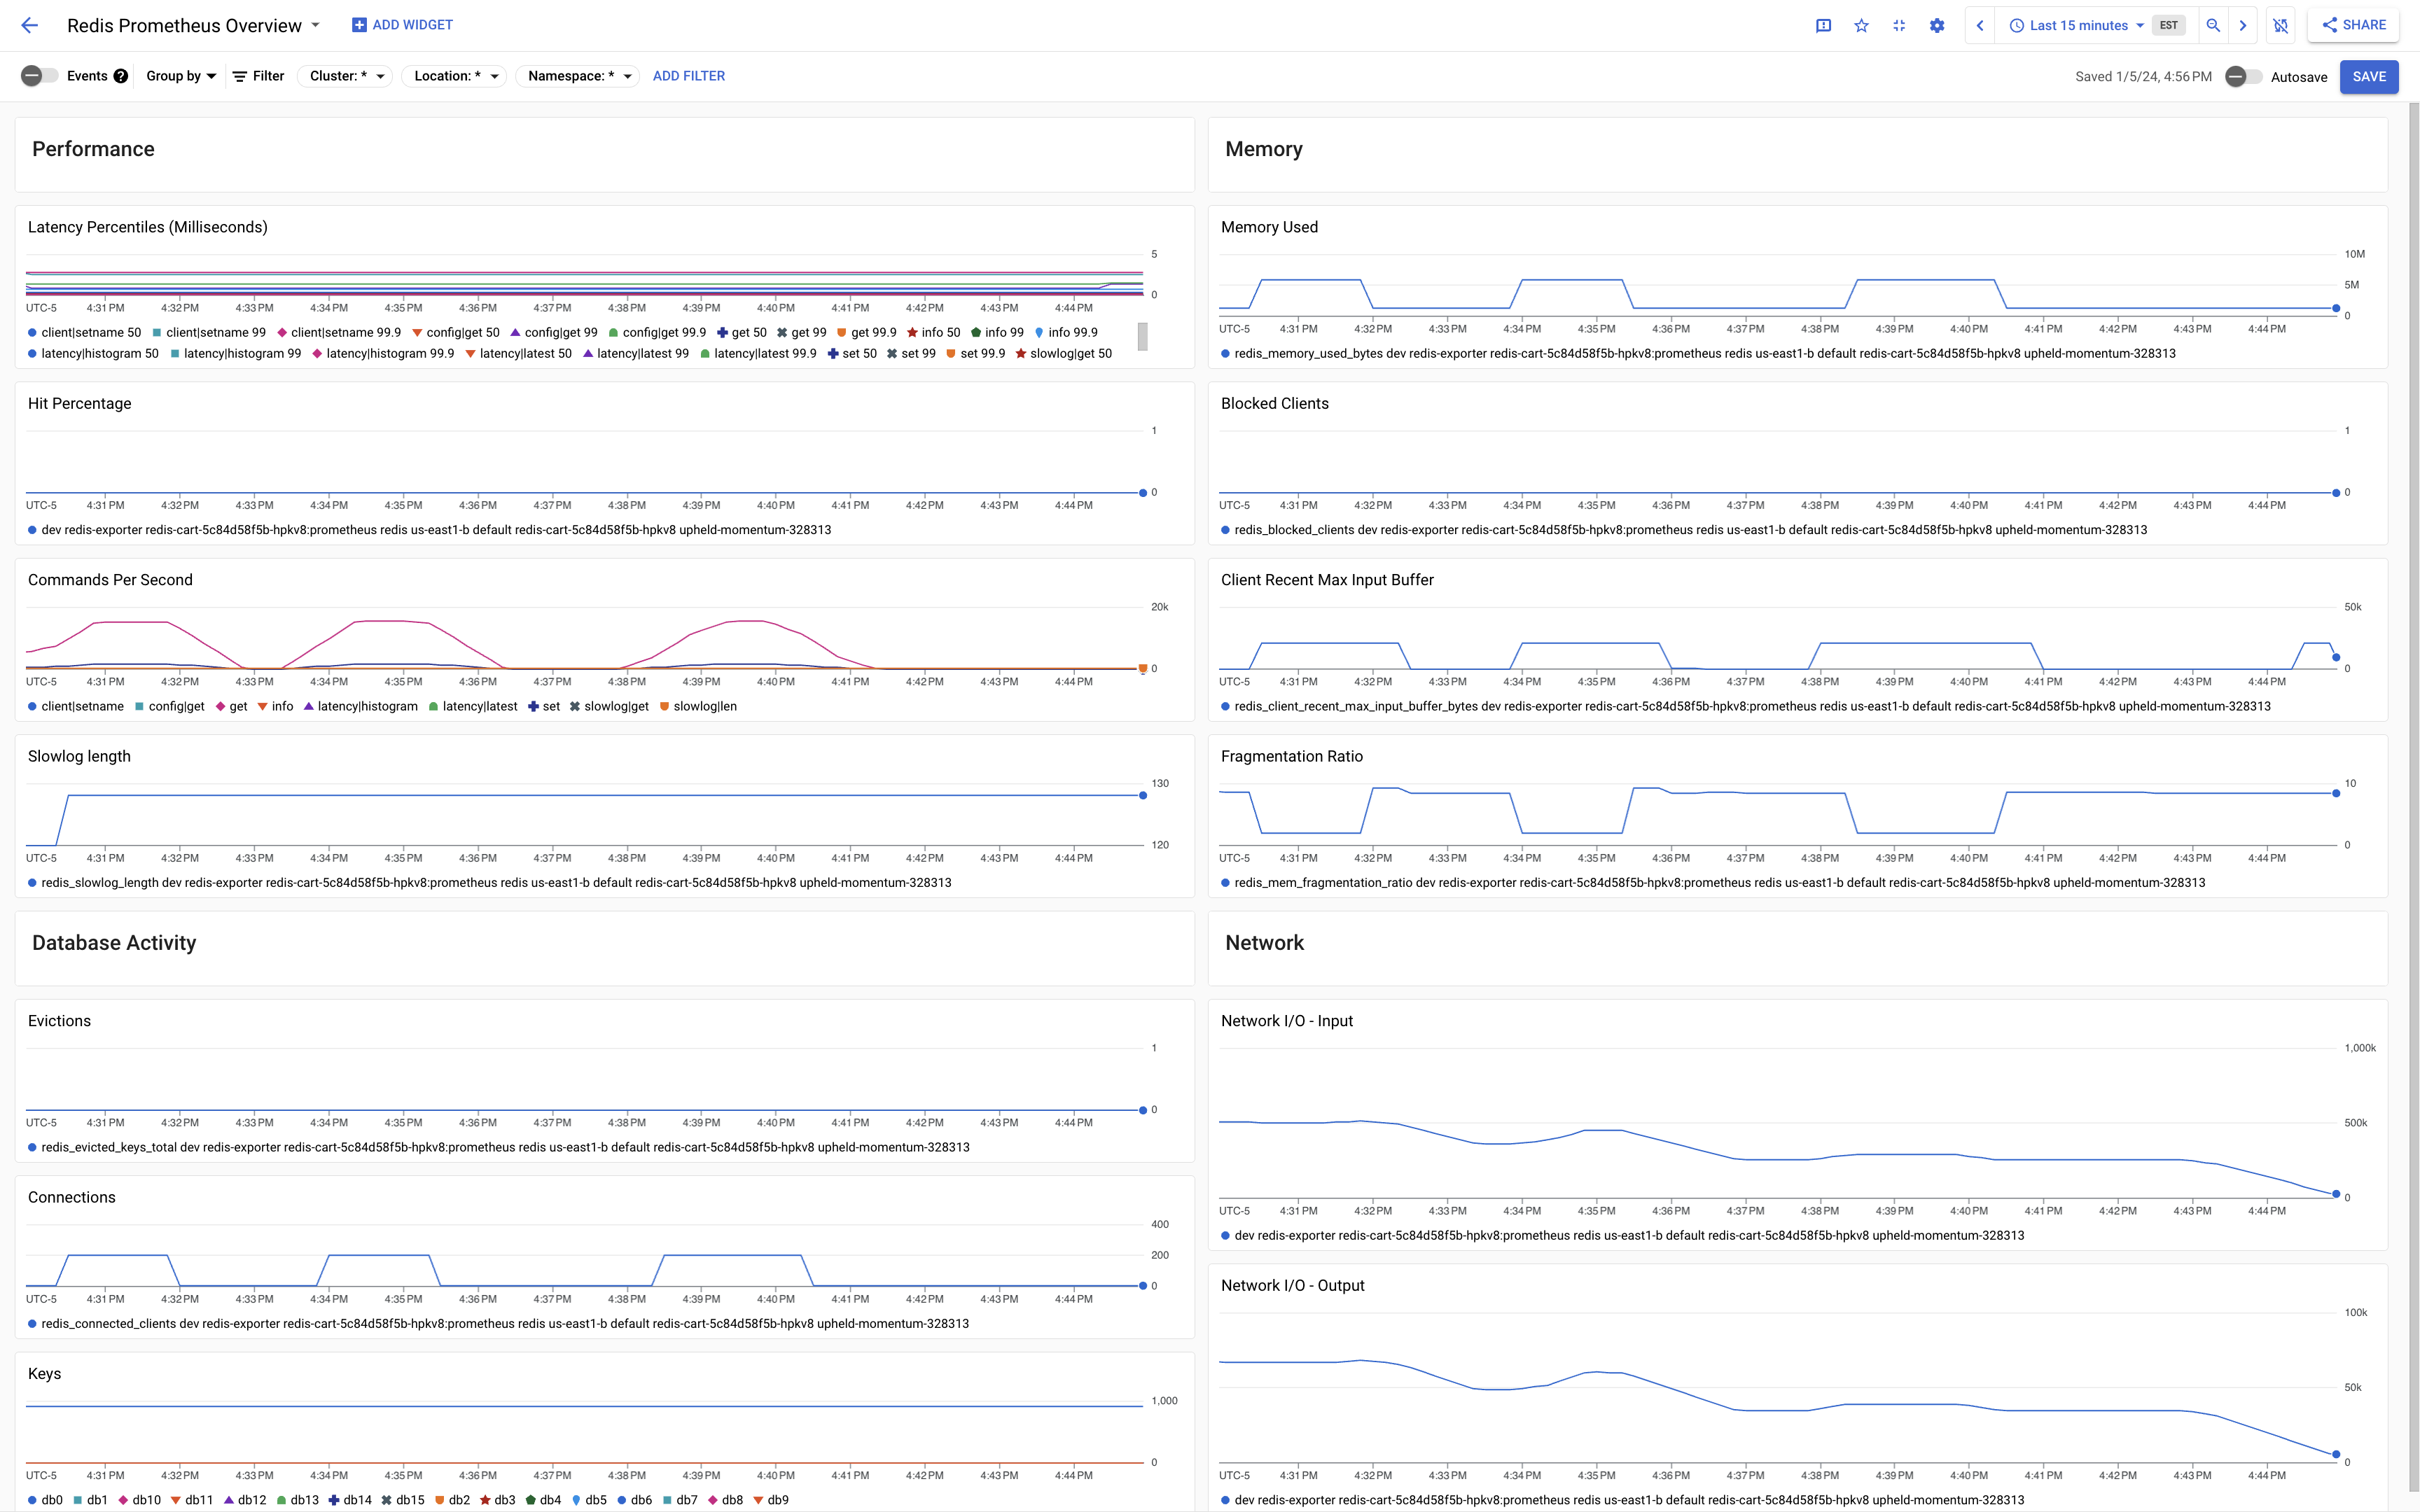 Redis Prometheus Overview ADD WIDGET Last 15 minutes EST SHARE
Events ? Group by Filter Cluster: * Location: * Namespace: * ADD FILTER Saved 1/5/24, 4:56 PM Autosave SAVE
Performance
Latency Percentiles (Milliseconds)
5
0
UTC-5 4:31 PM 4:32 PM 4:33 PM 4:34 PM 4:35 PM 4:36 PM 4:37 PM 4:38 PM 4:39 PM 4:40 PM 4:41 PM 4:42 PM 4:43 PM 4:44 PM
client|setname 50 client|setname 99 client|setname 99.9 config|get 50 config|get 99 config|get 99.9 get 50 get 99 get 99.9 info 50 info 99 info 99.9
latency|histogram 50 latency|histogram 99 latency|histogram 99.9 latency|latest 50 latency|latest 99 latency|latest 99.9 set 50 set 99 set 99.9 slowlog|get 50
Hit Percentage
1
0
UTC-5 4:31 PM 4:32 PM 4:33 PM 4:34 PM 4:35 PM 4:36 PM 4:37 PM 4:38 PM 4:39 PM 4:40 PM 4:41 PM 4:42 PM 4:43 PM 4:44 PM
dev redis-exporter redis-cart-5c84d58f5b-hpkv8:prometheus redis us-east1-b default redis-cart-5c84d58f5b-hpkv8 upheld-momentum-328313
Commands Per Second
20k
0
UTC-5 4:31 PM 4:32 PM 4:33 PM 4:34 PM 4:35 PM 4:36 PM 4:37 PM 4:38 PM 4:39 PM 4:40 PM 4:41 PM 4:42 PM 4:43 PM 4:44 PM
client|setname config|get get info latency|histogram latency|latest set slowlog|get slowlog|len
Slowlog length
130
120
UTC-5 4:31 PM 4:32 PM 4:33 PM 4:34 PM 4:35 PM 4:36 PM 4:37 PM 4:38 PM 4:39 PM 4:40 PM 4:41 PM 4:42 PM 4:43 PM 4:44 PM
redis_slowlog_length dev redis-exporter redis-cart-5c84d58f5b-hpkv8:prometheus redis us-east1-b default redis-cart-5c84d58f5b-hpkv8 upheld-momentum-328313
Database Activity
Evictions
1
0
UTC-5 4:31 PM 4:32 PM 4:33 PM 4:34 PM 4:35 PM 4:36 PM 4:37 PM 4:38 PM 4:39 PM 4:40 PM 4:41 PM 4:42 PM 4:43 PM 4:44 PM
redis_evicted_keys_total dev redis-exporter redis-cart-5c84d58f5b-hpkv8:prometheus redis us-east1-b default redis-cart-5c84d58f5b-hpkv8 upheld-momentum-328313
Connections
400
200
0
UTC-5 4:31 PM 4:32 PM 4:33 PM 4:34 PM 4:35 PM 4:36 PM 4:37 PM 4:38 PM 4:39 PM 4:40 PM 4:41 PM 4:42 PM 4:43 PM 4:44 PM
redis_connected_clients dev redis-exporter redis-cart-5c84d58f5b-hpkv8:prometheus redis us-east1-b default redis-cart-5c84d58f5b-hpkv8 upheld-momentum-328313
Keys
1,000
0
UTC-5 4:31 PM 4:32 PM 4:33 PM 4:34 PM 4:35 PM 4:36 PM 4:37 PM 4:38 PM 4:39 PM 4:40 PM 4:41 PM 4:42 PM 4:43 PM 4:44 PM
db0 db1 db10 db11 db12 db13 db14 db15 db2 db3 db4 db5 db6 db7 db8 db9
Memory
Memory Used
10M
5M
0
UTC-5 4:31 PM 4:32 PM 4:33 PM 4:34 PM 4:35 PM 4:36 PM 4:37 PM 4:38 PM 4:39 PM 4:40 PM 4:41 PM 4:42 PM 4:43 PM 4:44 PM
redis_memory_used_bytes dev redis-exporter redis-cart-5c84d58f5b-hpkv8:prometheus redis us-east1-b default redis-cart-5c84d58f5b-hpkv8 upheld-momentum-328313
Blocked Clients
1
0
UTC-5 4:31 PM 4:32 PM 4:33 PM 4:34 PM 4:35 PM 4:36 PM 4:37 PM 4:38 PM 4:39 PM 4:40 PM 4:41 PM 4:42 PM 4:43 PM 4:44 PM
redis_blocked_clients dev redis-exporter redis-cart-5c84d58f5b-hpkv8:prometheus redis us-east1-b default redis-cart-5c84d58f5b-hpkv8 upheld-momentum-328313
Client Recent Max Input Buffer
50k
0
UTC-5 4:31 PM 4:32 PM 4:33 PM 4:34 PM 4:35 PM 4:36 PM 4:37 PM 4:38 PM 4:39 PM 4:40 PM 4:41 PM 4:42 PM 4:43 PM 4:44 PM
redis_client_recent_max_input_buffer_bytes dev redis-exporter redis-cart-5c84d58f5b-hpkv8:prometheus redis us-east1-b default redis-cart-5c84d58f5b-hpkv8 upheld-momentum-328313
Fragmentation Ratio
10
0
UTC-5 4:31 PM 4:32 PM 4:33 PM 4:34 PM 4:35 PM 4:36 PM 4:37 PM 4:38 PM 4:39 PM 4:40 PM 4:41 PM 4:42 PM 4:43 PM 4:44 PM
redis_mem_fragmentation_ratio dev redis-exporter redis-cart-5c84d58f5b-hpkv8:prometheus redis us-east1-b default redis-cart-5c84d58f5b-hpkv8 upheld-momentum-328313
Network
Network I/O - Input
1,000k
500k
0
UTC-5 4:31 PM 4:32 PM 4:33 PM 4:34 PM 4:35 PM 4:36 PM 4:37 PM 4:38 PM 4:39 PM 4:40 PM 4:41 PM 4:42 PM 4:43 PM 4:44 PM
dev redis-exporter redis-cart-5c84d58f5b-hpkv8:prometheus redis us-east1-b default redis-cart-5c84d58f5b-hpkv8 upheld-momentum-328313
Network I/O - Output
100k
50k
0
UTC-5 4:31 PM 4:32 PM 4:33 PM 4:34 PM 4:35 PM 4:36 PM 4:37 PM 4:38 PM 4:39 PM 4:40 PM 4:41 PM 4:42 PM 4:43 PM 4:44 PM
dev redis-exporter redis-cart-5c84d58f5b-hpkv8:prometheus redis us-east1-b default redis-cart-5c84d58f5b-hpkv8 upheld-momentum-328313